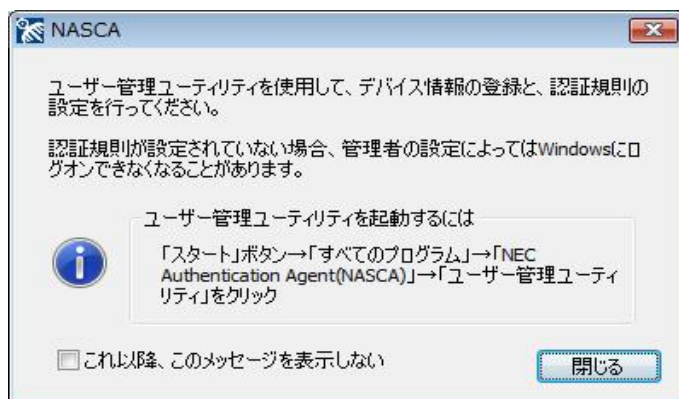 NASCA
ユーザー管理ユーティリティを使用して、デバイス情報の登録と、認証規則の
設定を行ってください。
認証規則が設定されていない場合、管理者の設定によってはWindowsにロ
グオンできなくなることがあります。
ユーザー管理ユーティリティを起動するには
「スタート」ボタン→「すべてのプログラム」→「NEC
Authentication Agent(NASCA)」→「ユーザー管理ユーティ
リティ」をクリック
これ以降、このメッセージを表示しない
閉じる